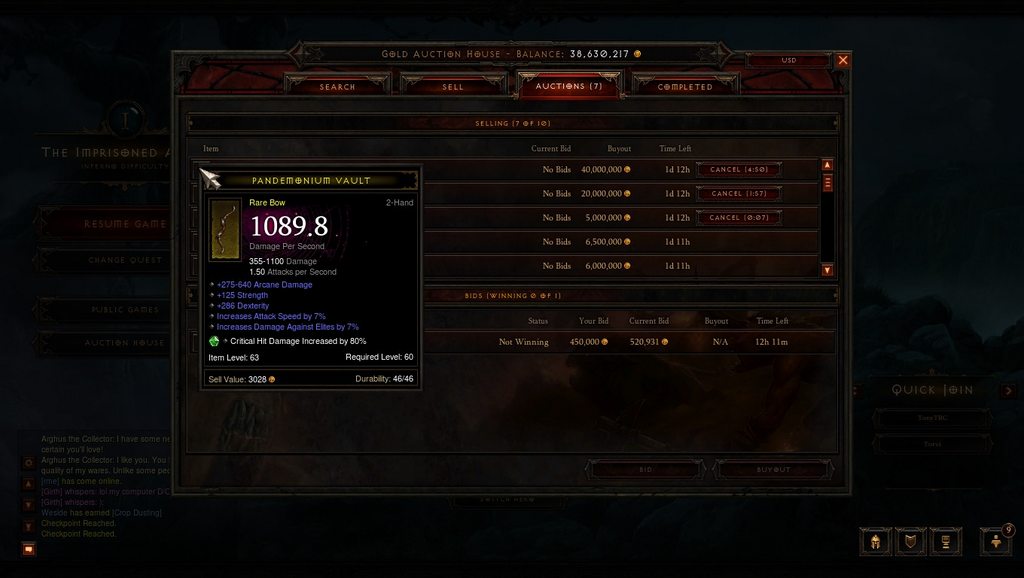 GOLD AUCTION HOUSE - BALANCE: 38,630,217
USD
SEARCH
SELL
AUCTIONS (7)
COMPLETED
SELLING (7 OF 10)
Item
Current Bid
Buyout
Time Left
No Bids 40,000,000 1d 12h CANCEL (4:50)
No Bids 20,000,000 1d 12h CANCEL (1:57)
No Bids 5,000,000 1d 12h CANCEL (0:07)
No Bids 6,500,000 1d 11h
No Bids 6,000,000 1d 11h
BIDS (WINNING 0 OF 1)
Status Your Bid Current Bid Buyout Time Left
Not Winning 450,000 520,931 N/A 12h 11m
BID
BUYOUT
PANDEMONIUM VAULT
Rare Bow 2-Hand
1089.8
Damage Per Second
355-1100 Damage
1.50 Attacks per Second
+275-640 Arcane Damage
+125 Strength
+286 Dexterity
Increases Attack Speed by 7%
Increases Damage Against Elites by 7%
Critical Hit Damage Increased by 80%
Item Level: 63 Required Level: 60
Sell Value: 3028 Durability: 46/46
I
THE IMPRISONED A
INFERNO DIFFICULTY
RESUME GAME
CHANGE QUEST
PUBLIC GAMES
AUCTION HOUSE
SWITCH HERO
QUICK JOIN
Arghus the Collector: I have some ne
certain you'll love!
Arghus the Collector: I like you. You
quality of my wares. Unlike some pe
has come online.
[Girth] whispers: lol my computer D/C
[Girth] whispers: ):
Weside has earned [Crop Dusting]
Checkpoint Reached.
Checkpoint Reached.
9